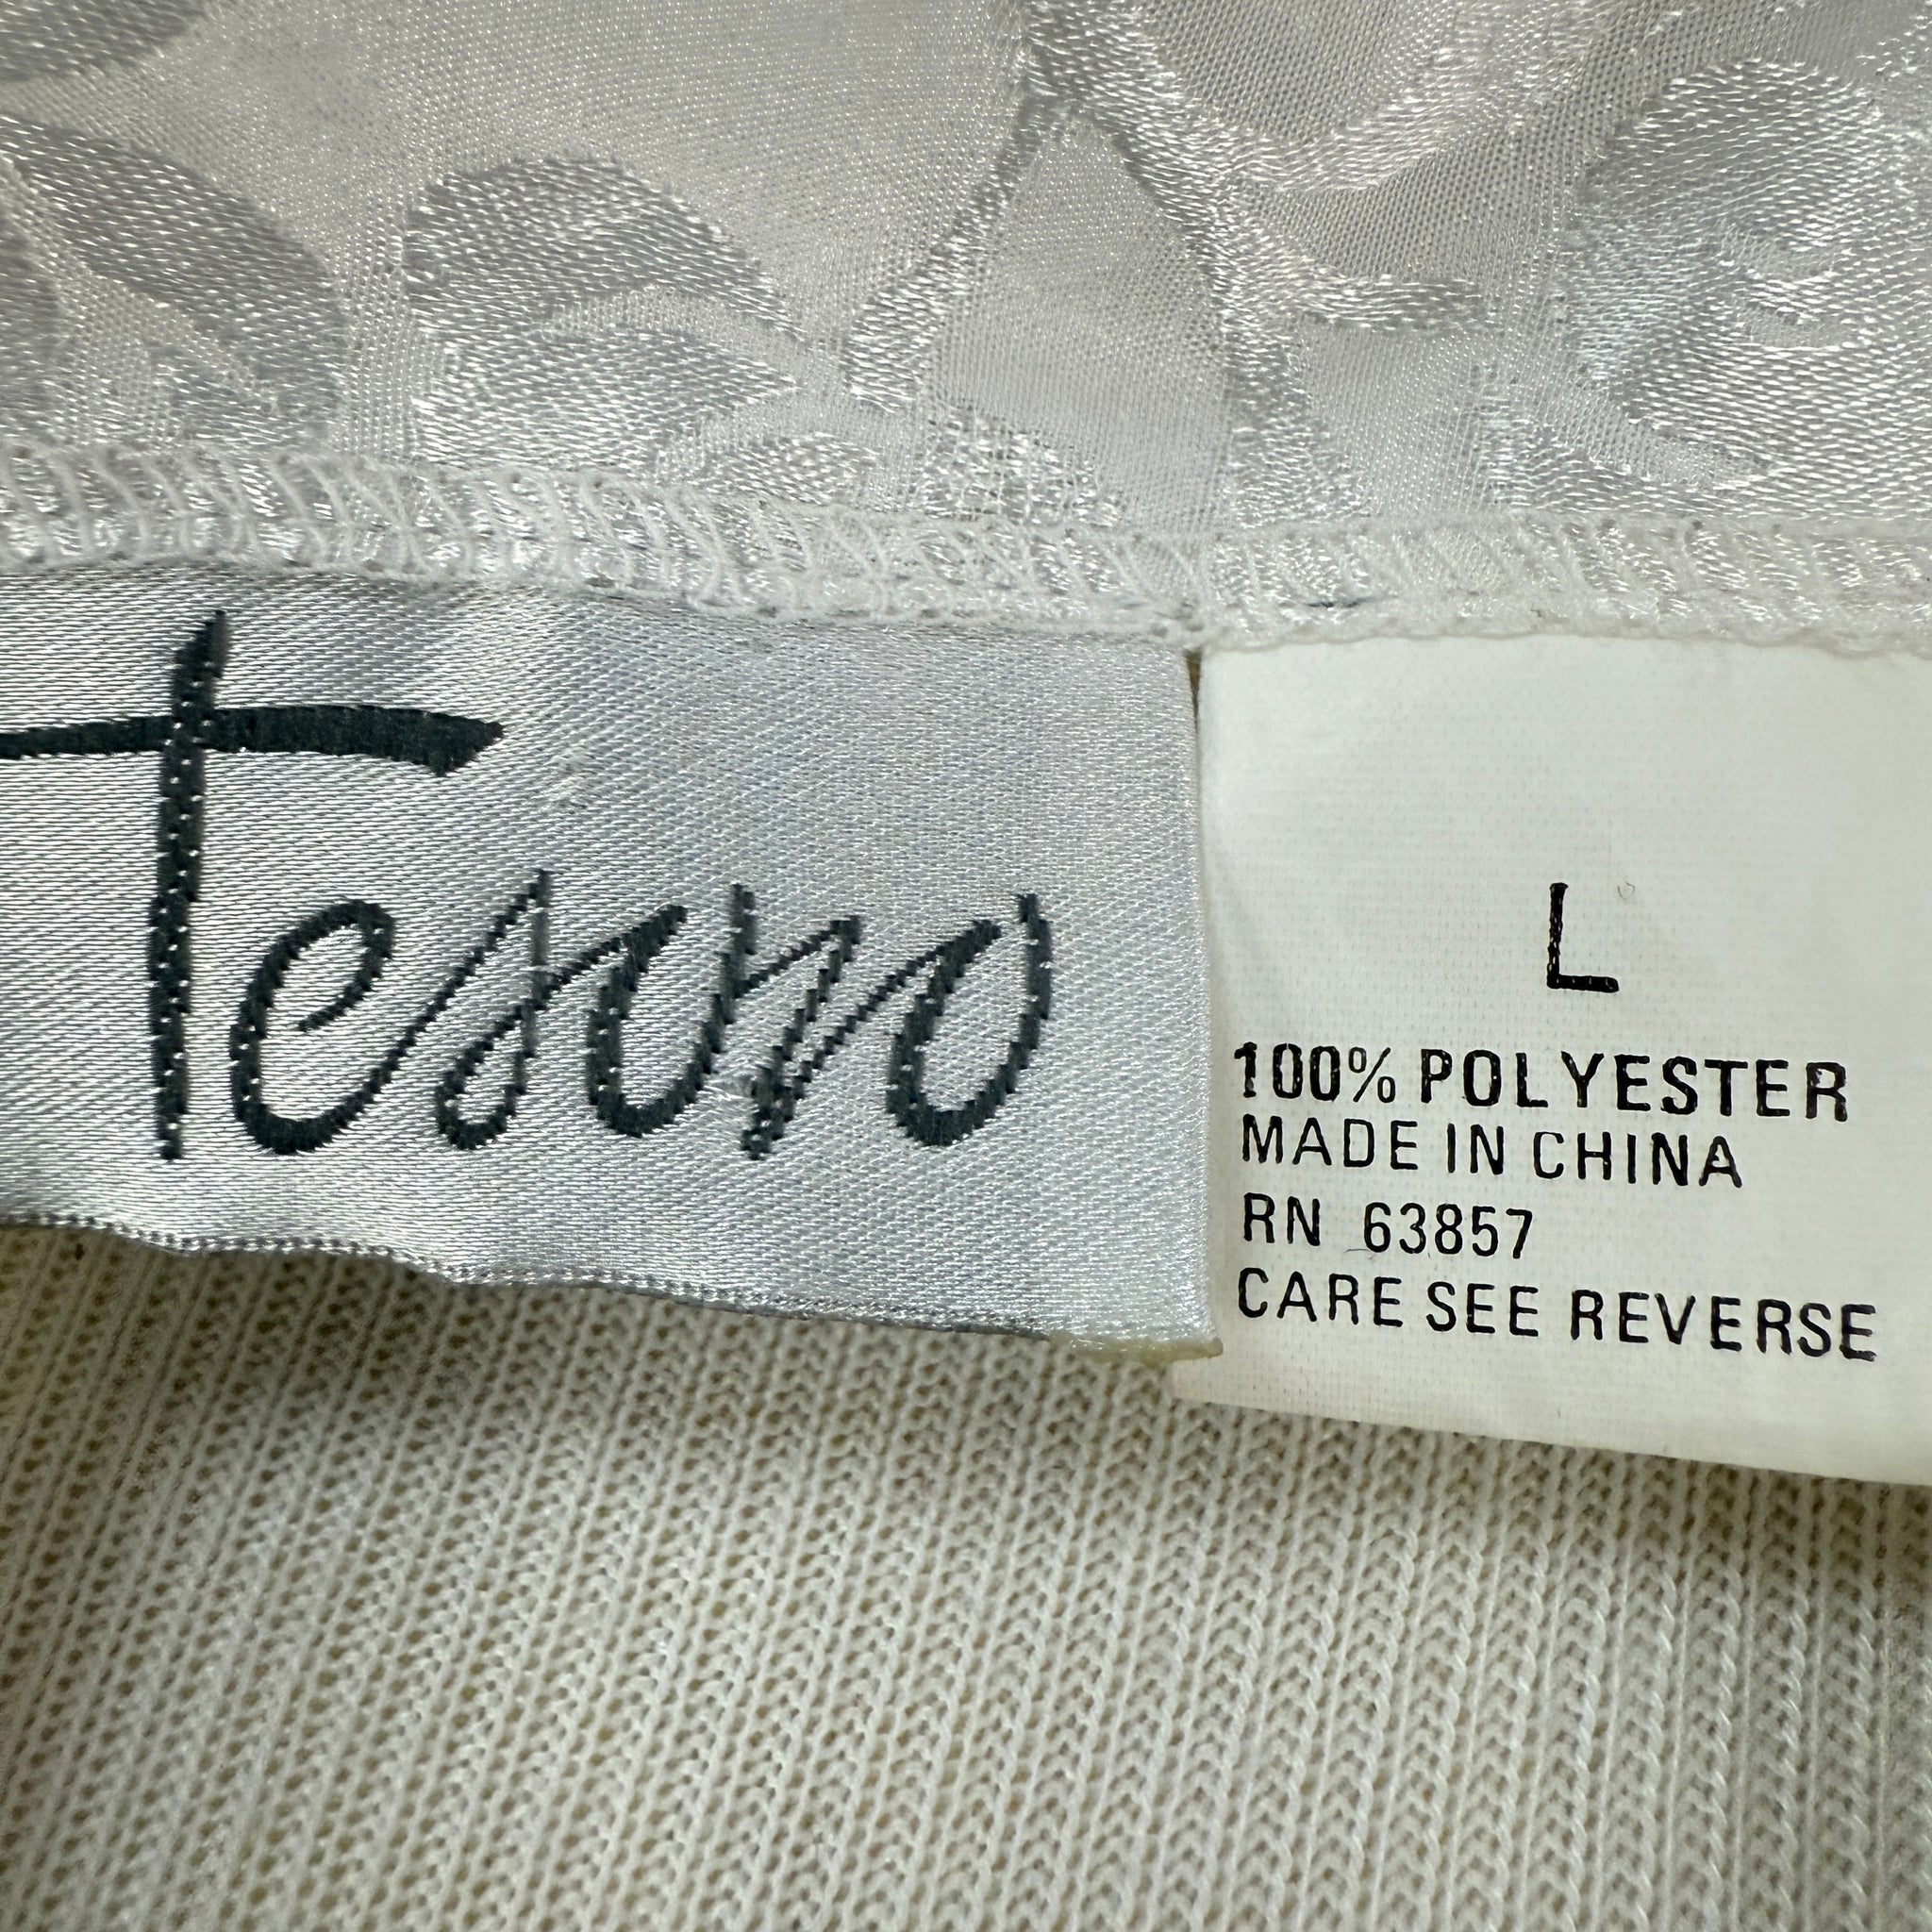 Tesoro
L
100% POLYESTER
MADE IN CHINA
RN 63857
CARE SEE REVERSE